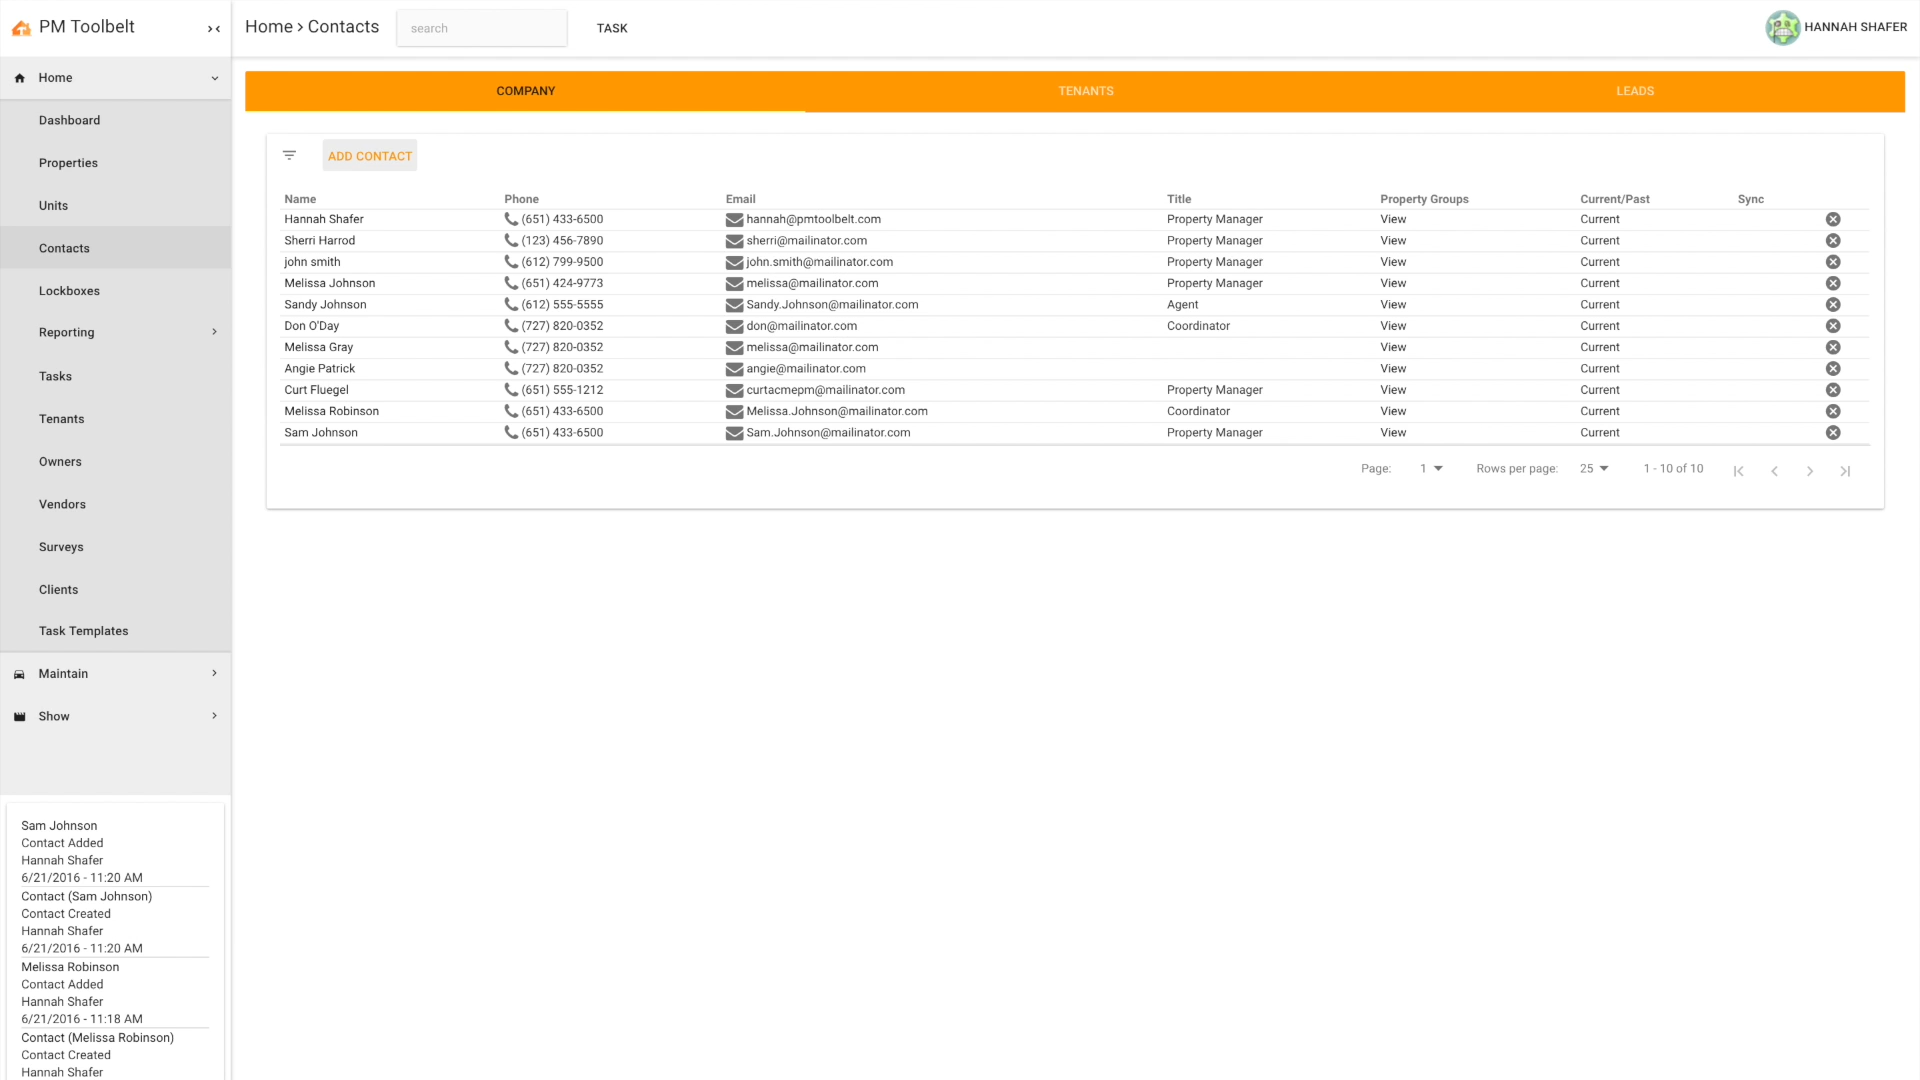 PM Toolbelt
Home > Contacts
search
TASK
HANNAH SHAFER
Home
Dashboard
Properties
Units
Contacts
Lockboxes
Reporting
Tasks
Tenants
Owners
Vendors
Surveys
Clients
Task Templates
Maintain
Show
Sam Johnson
Contact Added
Hannah Shafer
6/21/2016 - 11:20 AM
Contact (Sam Johnson)
Contact Created
Hannah Shafer
6/21/2016 - 11:20 AM
Melissa Robinson
Contact Added
Hannah Shafer
6/21/2016 - 11:18 AM
Contact (Melissa Robinson)
Contact Created
Hannah Shafer
COMPANY TENANTS LEADS
ADD CONTACT
Name Phone Email Title Property Groups Current/Past Sync
Hannah Shafer (651) 433-6500 hannah@pmtoolbelt.com Property Manager View Current
Sherri Harrod (123) 456-7890 sherri@mailinator.com Property Manager View Current
john smith (612) 799-9500 john.smith@mailinator.com Property Manager View Current
Melissa Johnson (651) 424-9773 melissa@mailinator.com Property Manager View Current
Sandy Johnson (612) 555-5555 Sandy.Johnson@mailinator.com Agent View Current
Don O'Day (727) 820-0352 don@mailinator.com Coordinator View Current
Melissa Gray (727) 820-0352 melissa@mailinator.com View Current
Angie Patrick (727) 820-0352 angie@mailinator.com View Current
Curt Fluegel (651) 555-1212 curtacmepm@mailinator.com Property Manager View Current
Melissa Robinson (651) 433-6500 Melissa.Johnson@mailinator.com Coordinator View Current
Sam Johnson (651) 433-6500 Sam.Johnson@mailinator.com Property Manager View Current
Page: 1 Rows per page: 25 1 - 10 of 10